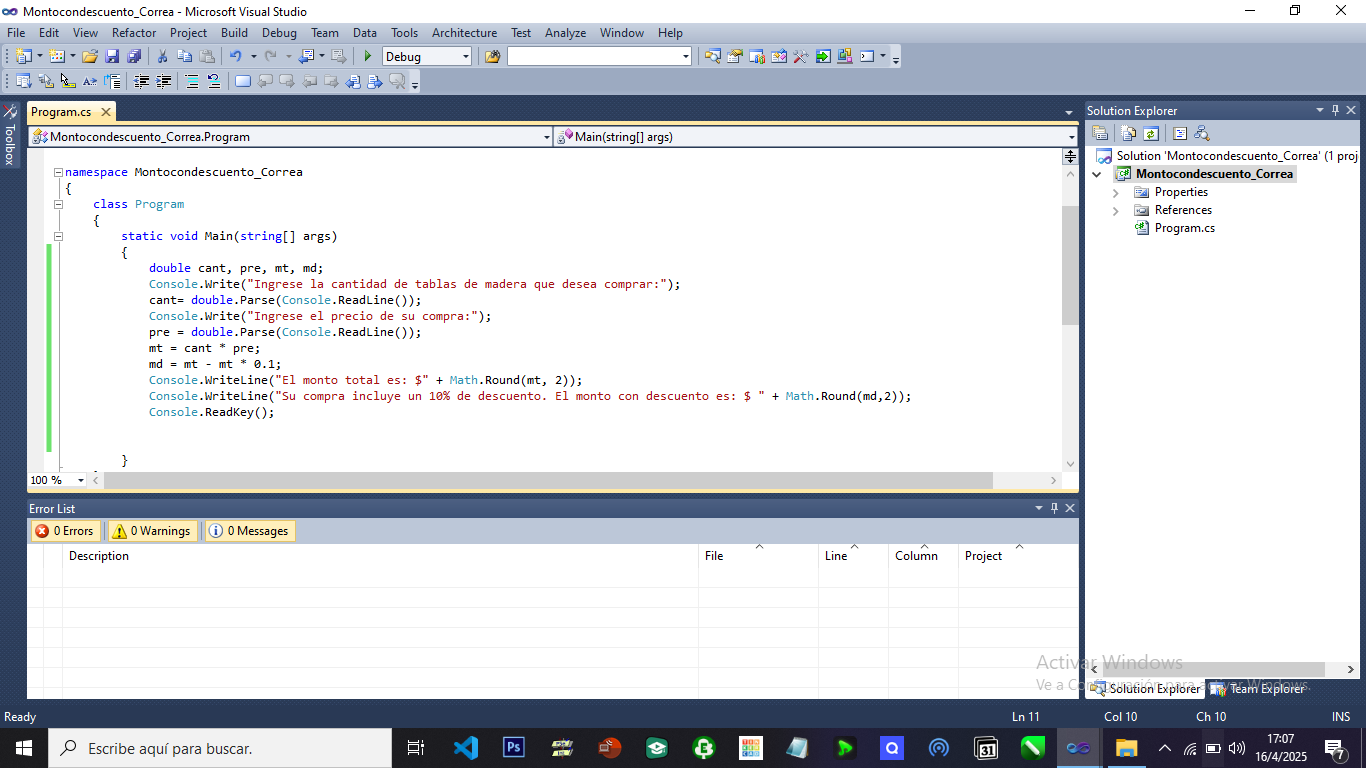 Montocondescuento_Correa - Microsoft Visual Studio
File Edit View Refactor Project Build Debug Team Data Tools Architecture Test Analyze Window Help
Debug
Toolbox
Program.cs
Montocondescuento_Correa.Program
Main(string[] args)
namespace Montocondescuento_Correa
{
class Program
{
static void Main(string[] args)
{
double cant, pre, mt, md;
Console.Write("Ingrese la cantidad de tablas de madera que desea comprar:");
cant= double.Parse(Console.ReadLine());
Console.Write("Ingrese el precio de su compra:");
pre = double.Parse(Console.ReadLine());
mt = cant * pre;
md = mt - mt * 0.1;
Console.WriteLine("El monto total es: $" + Math.Round(mt, 2));
Console.WriteLine("Su compra incluye un 10% de descuento. El monto con descuento es: $ " + Math.Round(md,2));
Console.ReadKey();
}
100 %
Solution Explorer
Solution 'Montocondescuento_Correa' (1 proj
Montocondescuento_Correa
Properties
References
Program.cs
Error List
0 Errors 0 Warnings 0 Messages
Description File Line Column Project
Activar Windows
Ve a Configuración para activar Windows.
Solution Explorer Team Explorer
Ready Ln 11 Col 10 Ch 10 INS
Escribe aquí para buscar.
Ps
31
17:07
16/4/2025
7